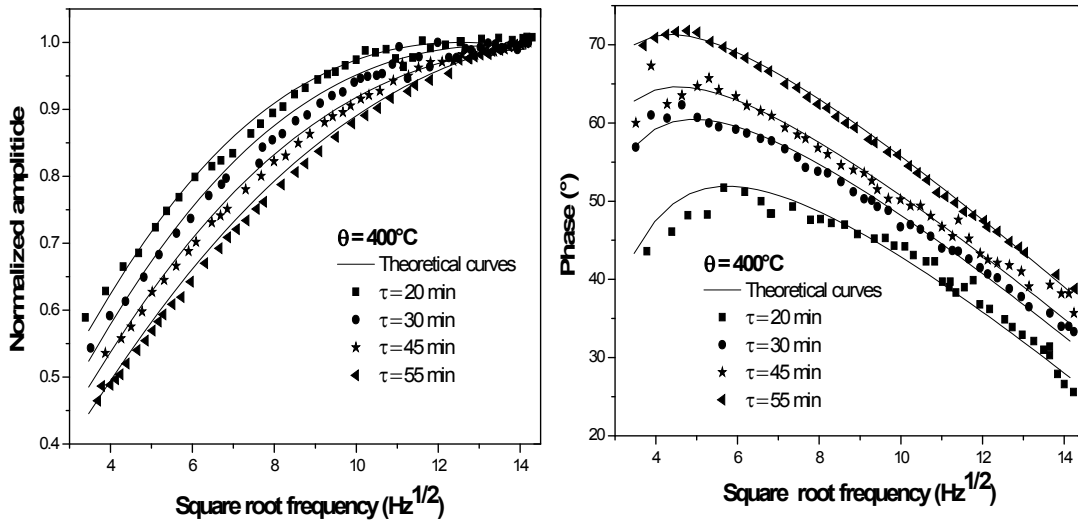 Normalized amplitide
1.0
0.9
0.8
0.7
0.6
0.5
0.4
4 6 8 10 12 14
Square root frequency (Hz1/2)
θ = 400°C
Theoretical curves
τ = 20 min
τ = 30 min
τ = 45 min
τ = 55 min
Phase (°)
70
60
50
40
30
20
4 6 8 10 12 14
Square root frequency (Hz1/2)
θ = 400°C
Theoretical curves
τ = 20 min
τ = 30 min
τ = 45 min
τ = 55 min